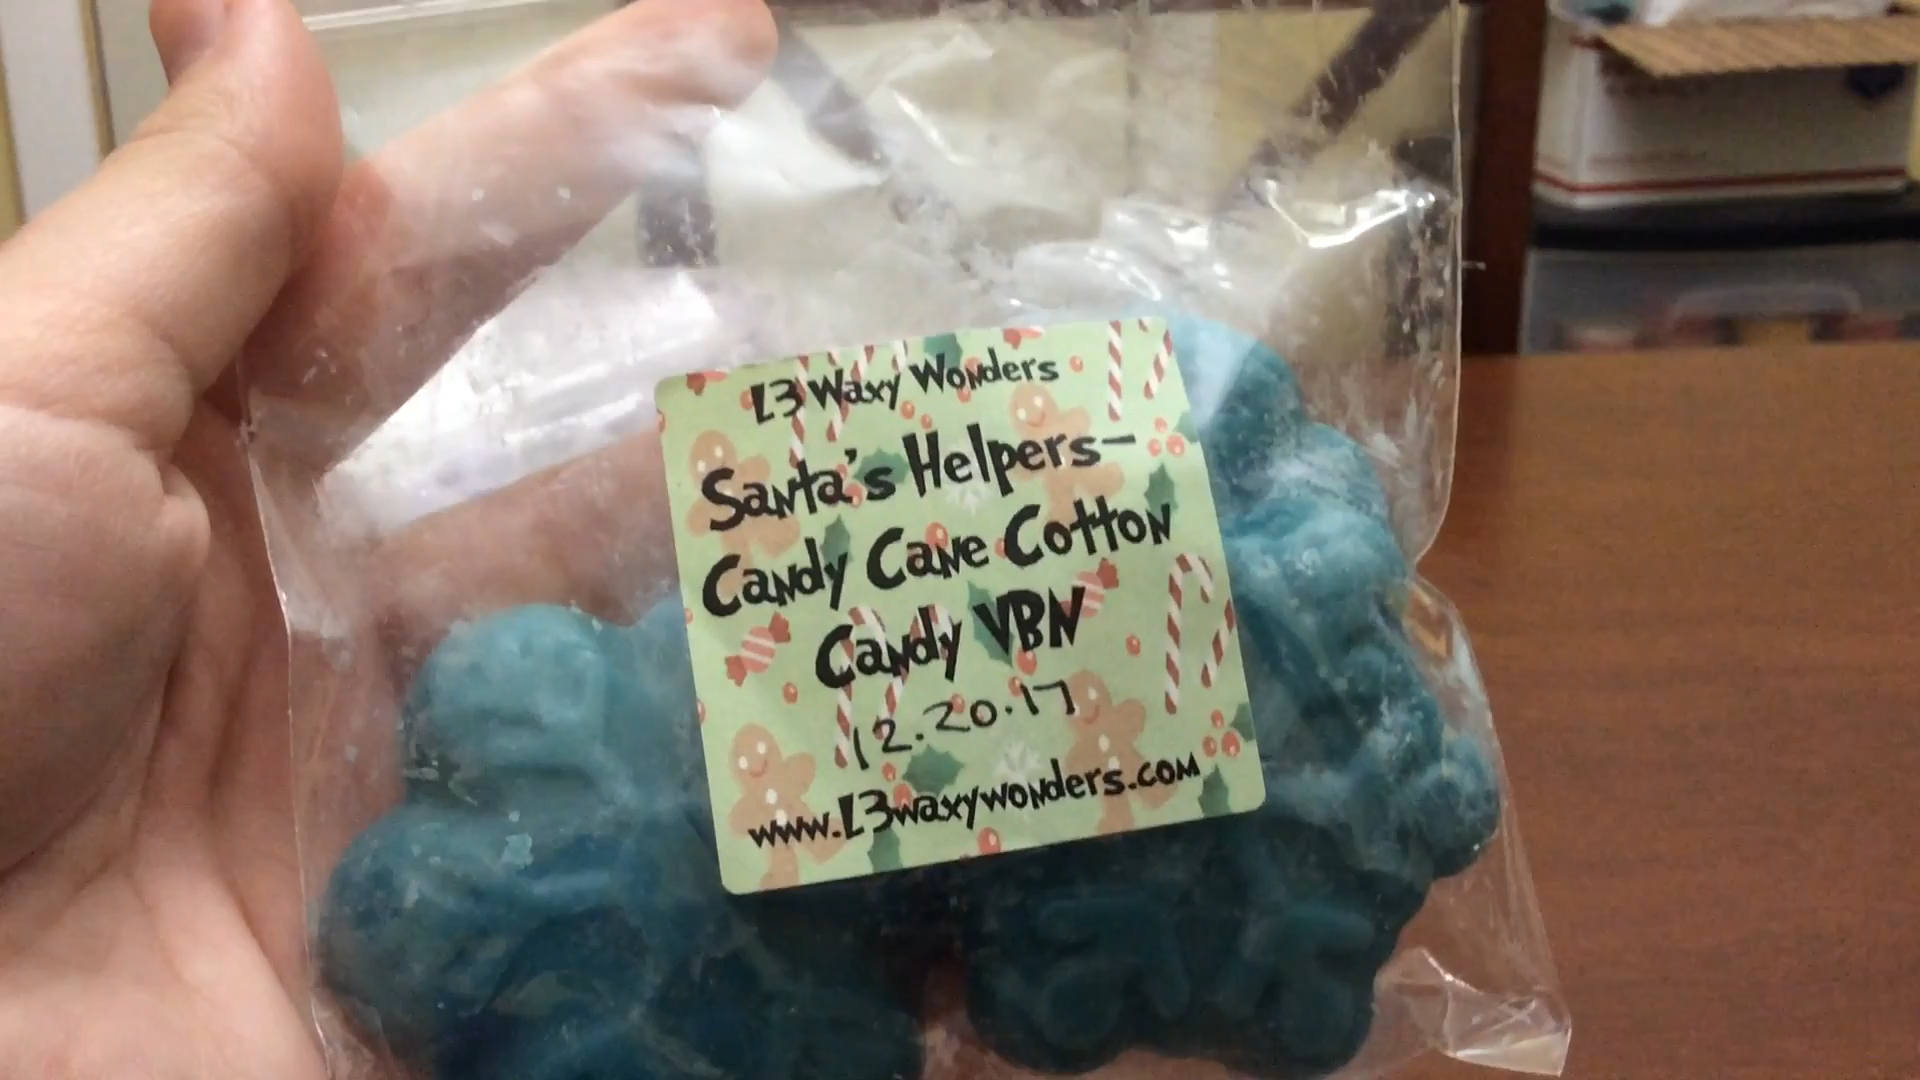 L3 Waxy Wonders
Santa's Helpers-
Candy Cane Cotton
Candy VBN
12.20.17
www.L3waxywonders.com